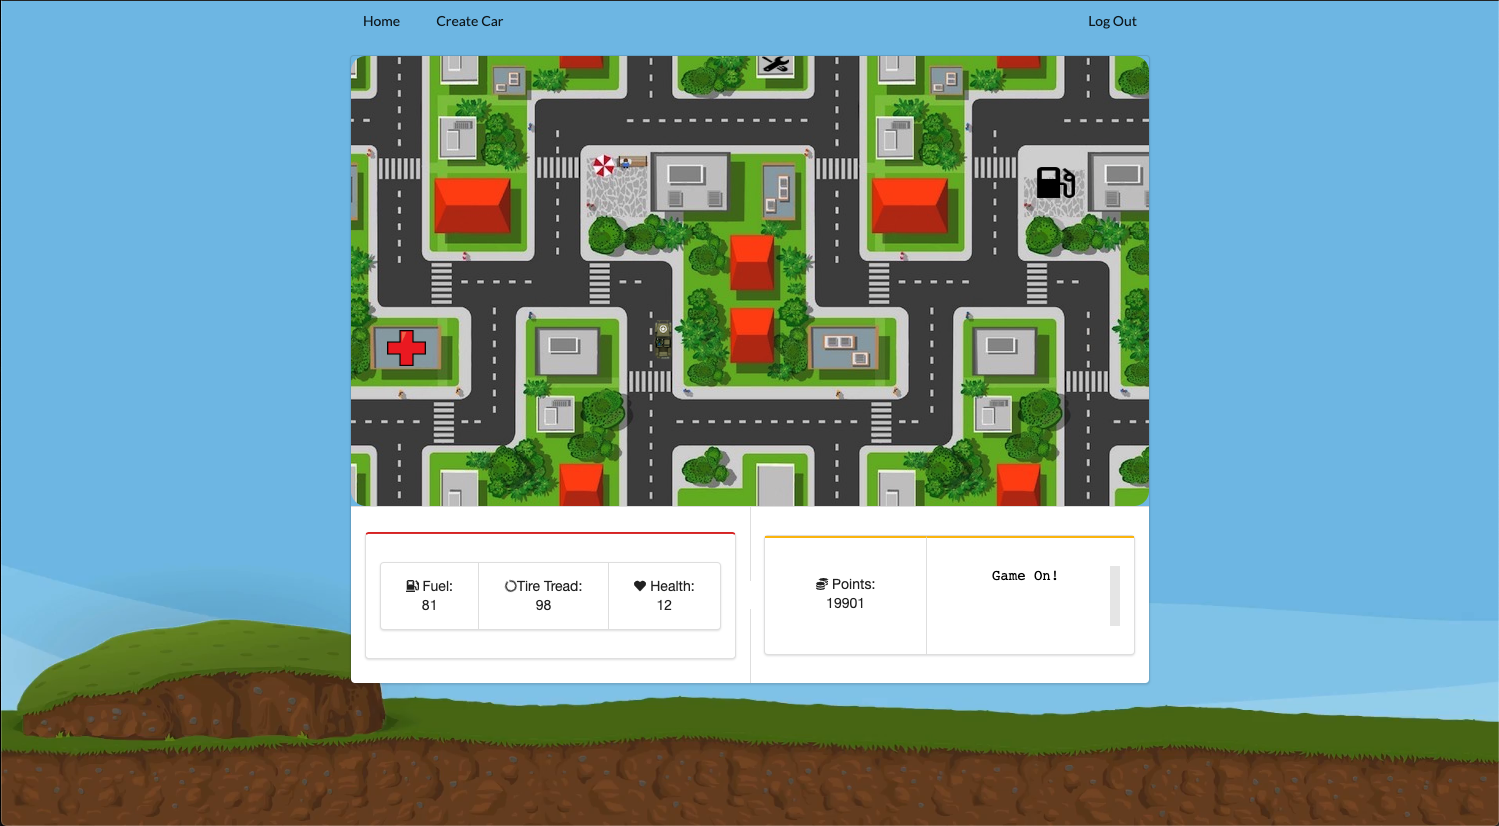 Home Create Car Log Out
Fuel: Tire Tread: Health:
81 98 12
Points:
19901
Game On!